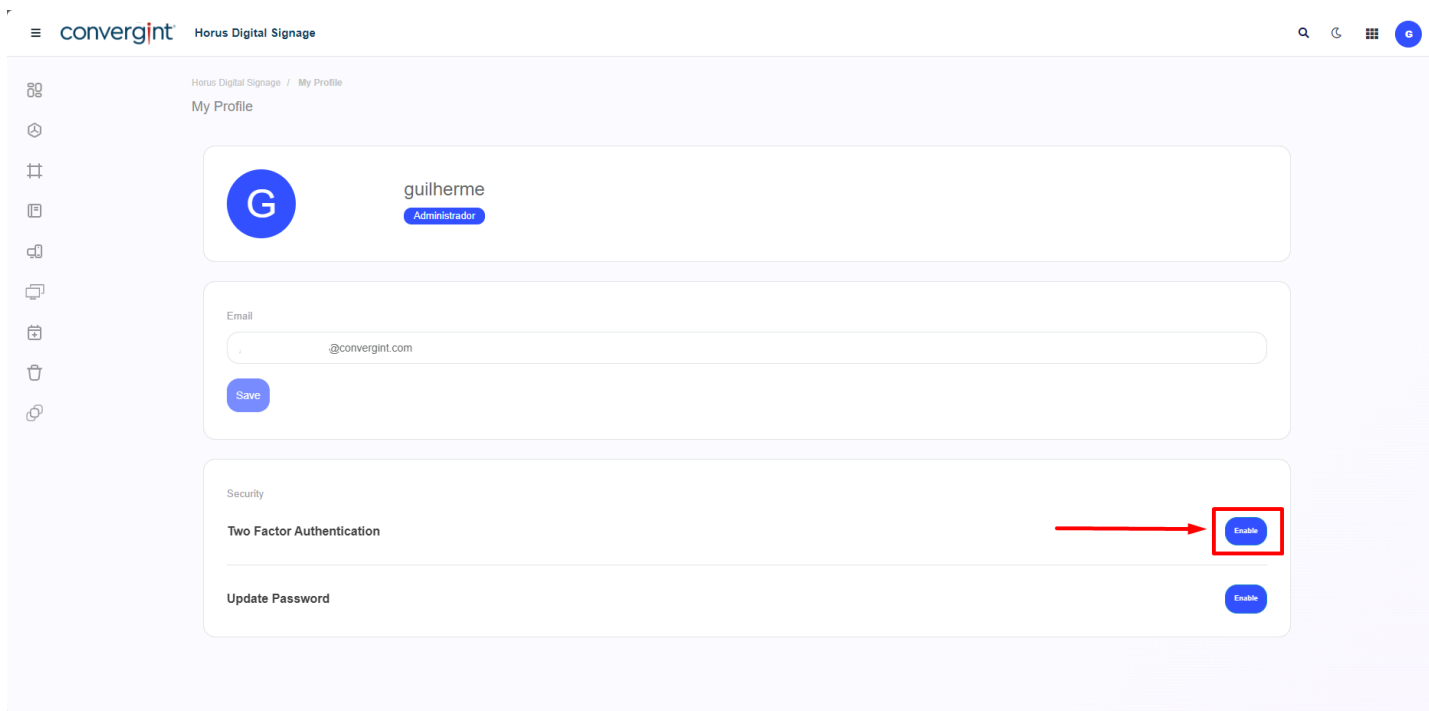 convergint Horus Digital Signage
G
Horus Digital Signage / My Profile
My Profile
G
guilherme
Administrador
Email
@convergint.com
Save
Security
Two Factor Authentication
Enable
Update Password
Enable